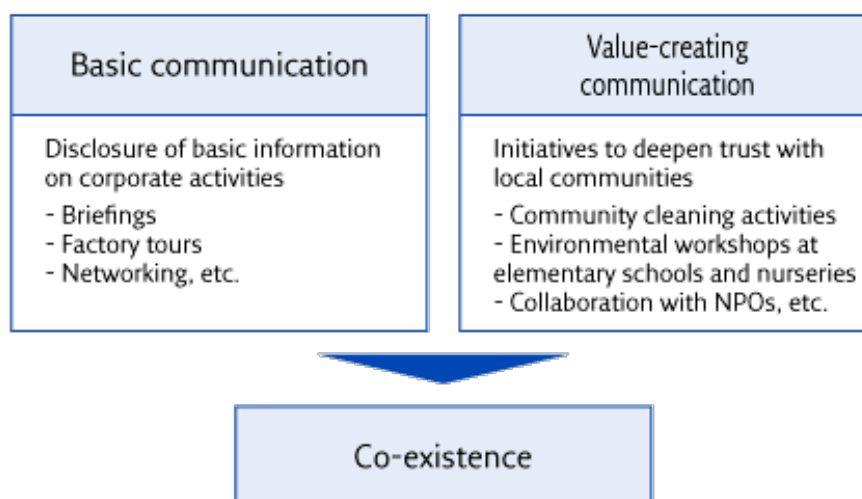 Basic communication
Disclosure of basic information
on corporate activities
- Briefings
- Factory tours
- Networking, etc.
Value-creating
communication
Initiatives to deepen trust with
local communities
- Community cleaning activities
- Environmental workshops at
elementary schools and nurseries
- Collaboration with NPOs, etc.
Co-existence